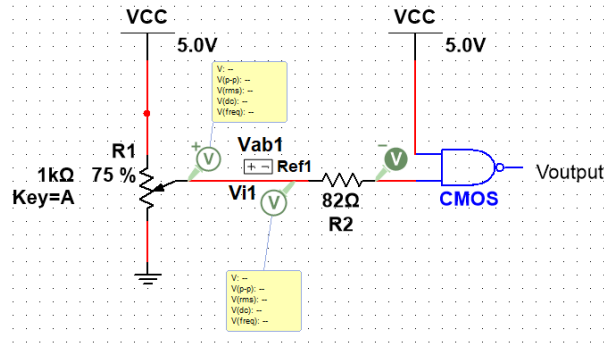 VCC
5.0V
VCC
5.0V
V: --
V(p-p): --
V(rms): --
V(dc): --
V(freq): --
R1
1kΩ
75 %
Key=A
+
V
Vab1
+ -
Ref1
Vi1
V
82Ω
R2
-
V
CMOS
Voutput
V: --
V(p-p): --
V(rms): --
V(dc): --
V(freq): --